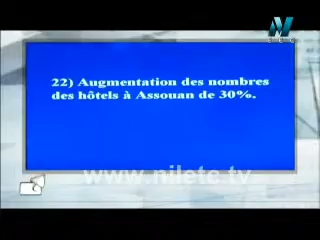 22) Augmentation des nombres
des hôtels à Assouan de 30%.
www.nilete.tv